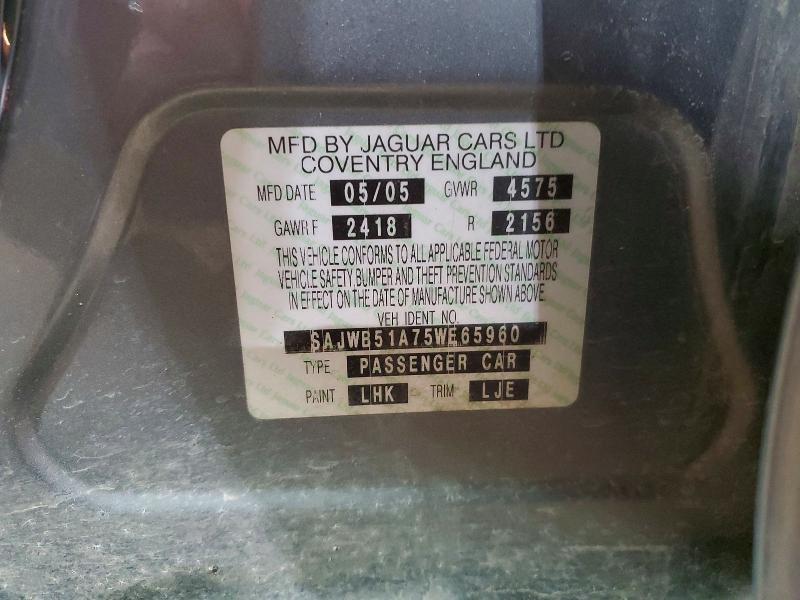 MFD BY JAGUAR CARS LTD
COVENTRY ENGLAND
MFD DATE 05/05 GVWR 4575
GAWR F 2418 R 2156
THIS VEHICLE CONFORMS TO ALL APPLICABLE FEDERAL MOTOR
VEHICLE SAFETY BUMPER AND THEFT PREVENTION STANDARDS
IN EFFECT ON THE DATE OF MANUFACTURE SHOWN ABOVE
VEH IDENT NO.
SAJWB51A75WE65960
TYPE PASSENGER CAR
PAINT LHK TRIM LJE